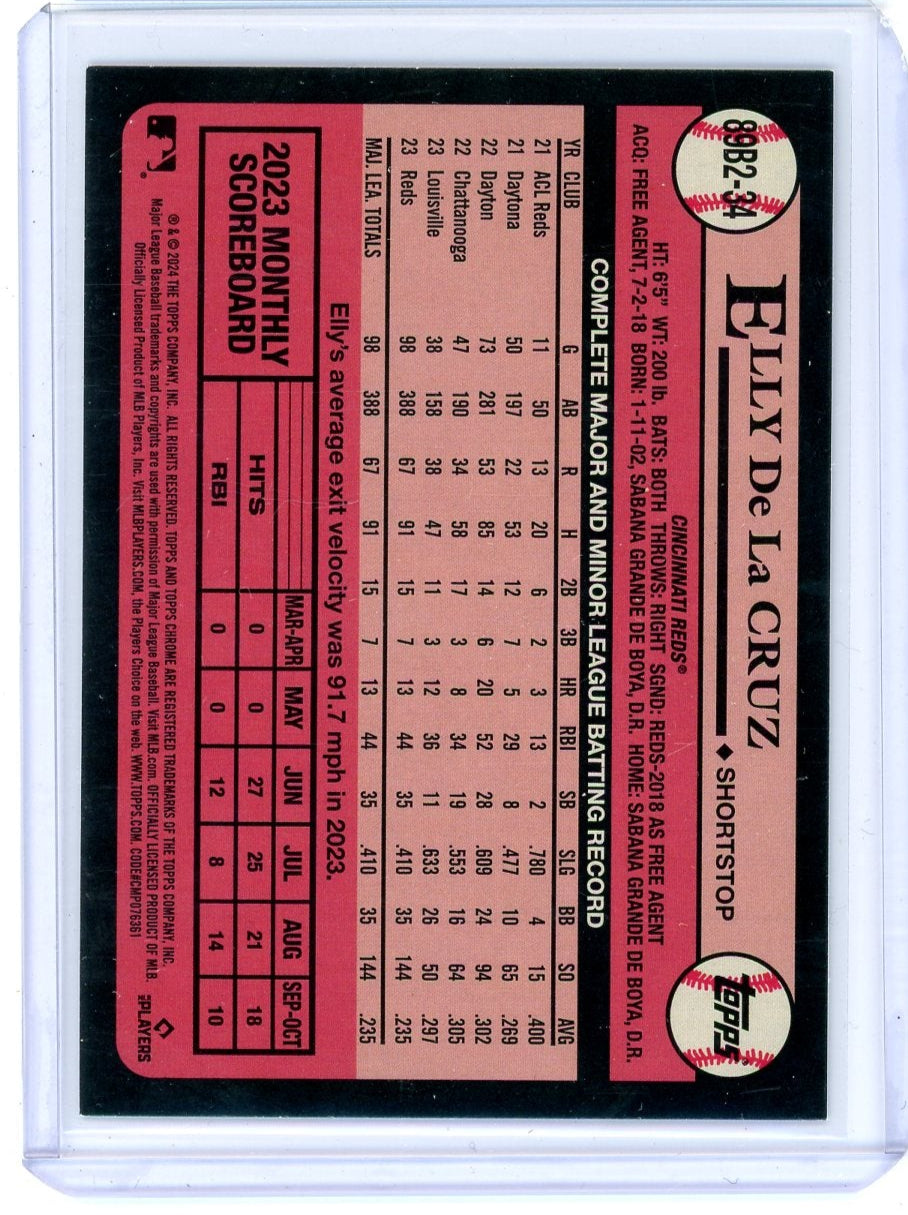 89B2-34
ELLY De La CRUZ
♦ SHORTSTOP
topps®
CINCINNATI REDS®
HT: 6'5" WT: 200 lb. BATS: BOTH THROWS: RIGHT SGND: REDS-2018 AS FREE AGENT
ACQ: FREE AGENT, 7-2-18 BORN: 1-11-02, SABANA GRANDE DE BOYA, D.R. HOME: SABANA GRANDE DE BOYA, D.R.
COMPLETE MAJOR AND MINOR LEAGUE BATTING RECORD
YR CLUB G AB R H 2B 3B HR RBI SB SLG BB SO AVG
21 ACL Reds 11 50 13 20 6 2 3 13 2 .780 4 15 .400
21 Daytona 50 197 22 53 12 7 5 29 8 .477 10 65 .269
22 Dayton 73 281 53 85 14 6 20 52 28 .609 24 94 .302
22 Chattanooga 47 190 34 58 17 3 8 34 19 .553 16 64 .305
23 Louisville 38 158 38 47 11 3 12 36 11 .633 26 50 .297
23 Reds 98 388 67 91 15 7 13 44 35 .410 35 144 .235
MAJ. LEA. TOTALS 98 388 67 91 15 7 13 44 35 .410 35 144 .235
Elly's average exit velocity was 91.7 mph in 2023.
2023 MONTHLY
SCOREBOARD
MAR-APR MAY JUN JUL AUG SEP-OCT
HITS 0 0 27 25 21 18
RBI 0 0 12 8 14 10
® & © 2024 THE TOPPS COMPANY, INC. ALL RIGHTS RESERVED. TOPPS AND TOPPS CHROME ARE REGISTERED TRADEMARKS OF THE TOPPS COMPANY, INC.
Major League Baseball trademarks and copyrights are used with permission of Major League Baseball. Visit MLB.com. OFFICIALLY LICENSED PRODUCT OF MLB
Officially Licensed Product of MLB Players, Inc. Visit MLBPLAYERS.COM, the Players Choice on the web. WWW.TOPPS.COM. CODE#CMP076361
MLB PLAYERS